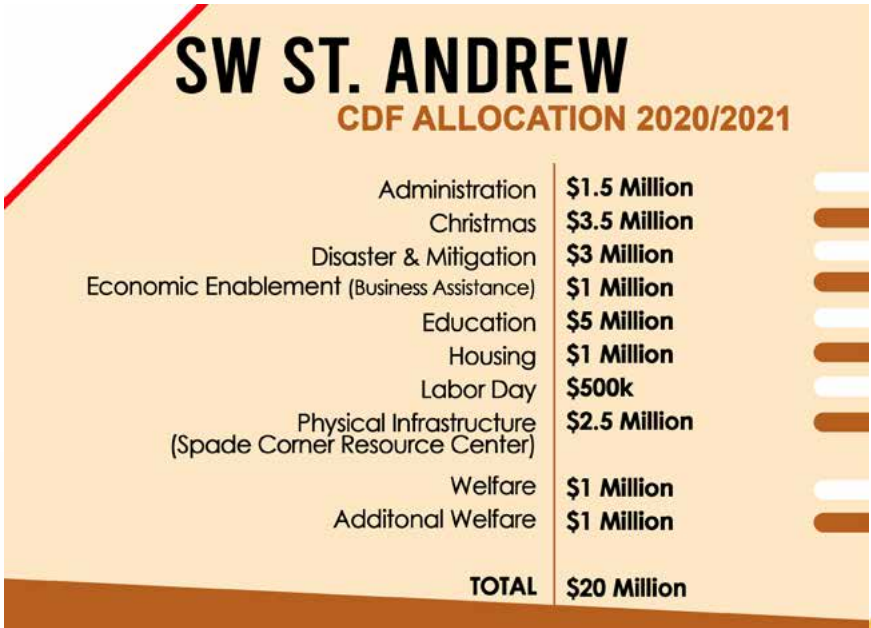 SW ST. ANDREW
CDF ALLOCATION 2020/2021
Administration $1.5 Million
Christmas $3.5 Million
Disaster & Mitigation $3 Million
Economic Enablement (Business Assistance) $1 Million
Education $5 Million
Housing $1 Million
Labor Day $500k
Physical Infrastructure $2.5 Million
(Spade Corner Resource Center)
Welfare $1 Million
Additonal Welfare $1 Million
TOTAL $20 Million